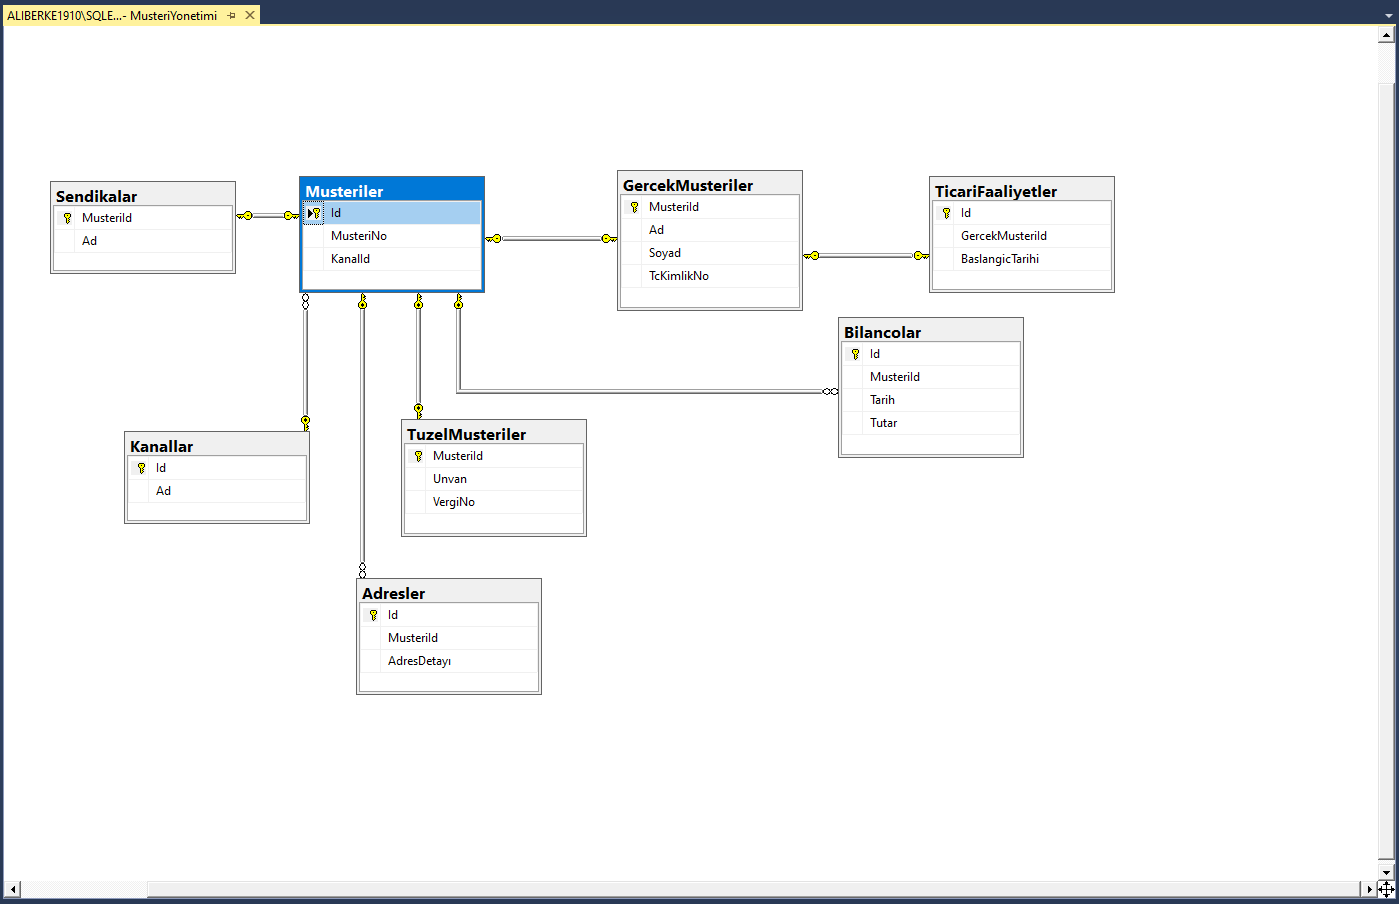 ALIBERKE1910\SQLE...- MusteriYonetimi
Sendikalar
MusteriId
Ad
Musteriler
Id
MusteriNo
KanalId
GercekMusteriler
MusteriId
Ad
Soyad
TcKimlikNo
TicariFaaliyetler
Id
GercekMusteriId
BaslangicTarihi
Bilancolar
Id
MusteriId
Tarih
Tutar
Kanallar
Id
Ad
TuzelMusteriler
MusteriId
Unvan
VergiNo
Adresler
Id
MusteriId
AdresDetayı